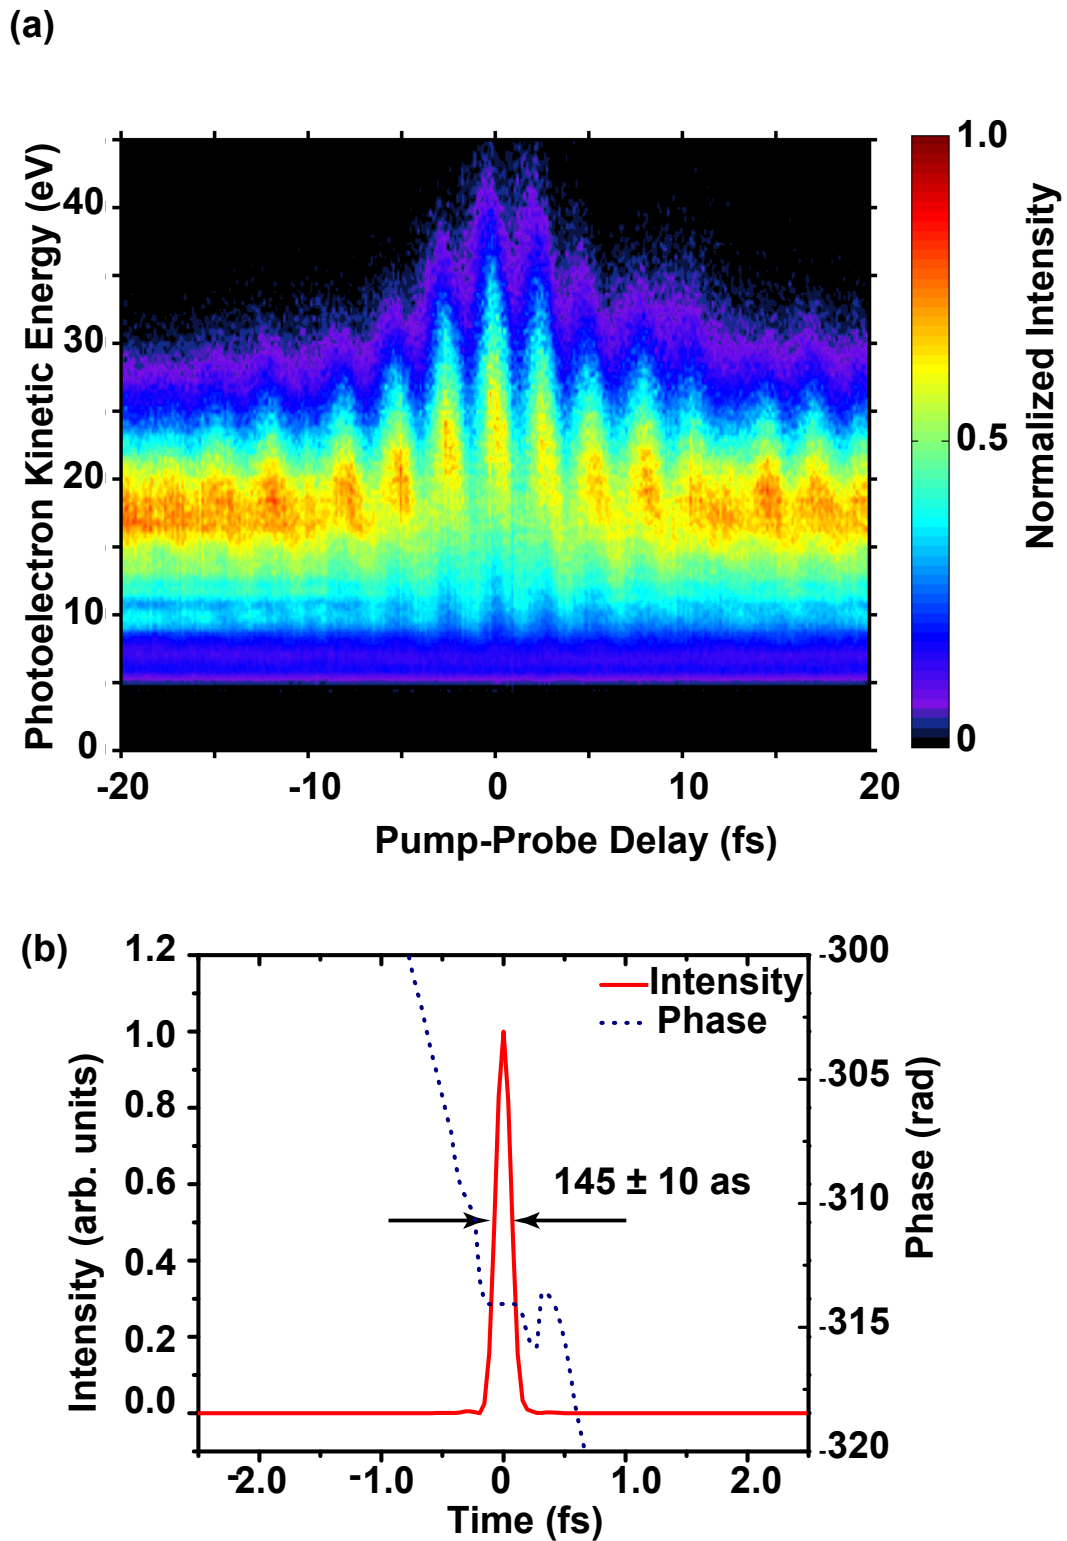 (a)
Photoelectron Kinetic Energy (eV)
40
30
20
10
0
-20
-10
0
10
20
Pump-Probe Delay (fs)
1.0
0.5
0
Normalized Intensity
(b)
Intensity (arb. units)
1.2
1.0
0.8
0.6
0.4
0.2
0.0
-2.0
-1.0
0
1.0
2.0
Time (fs)
Intensity
Phase
145 ± 10 as
-300
-305
-310
-315
-320
Phase (rad)